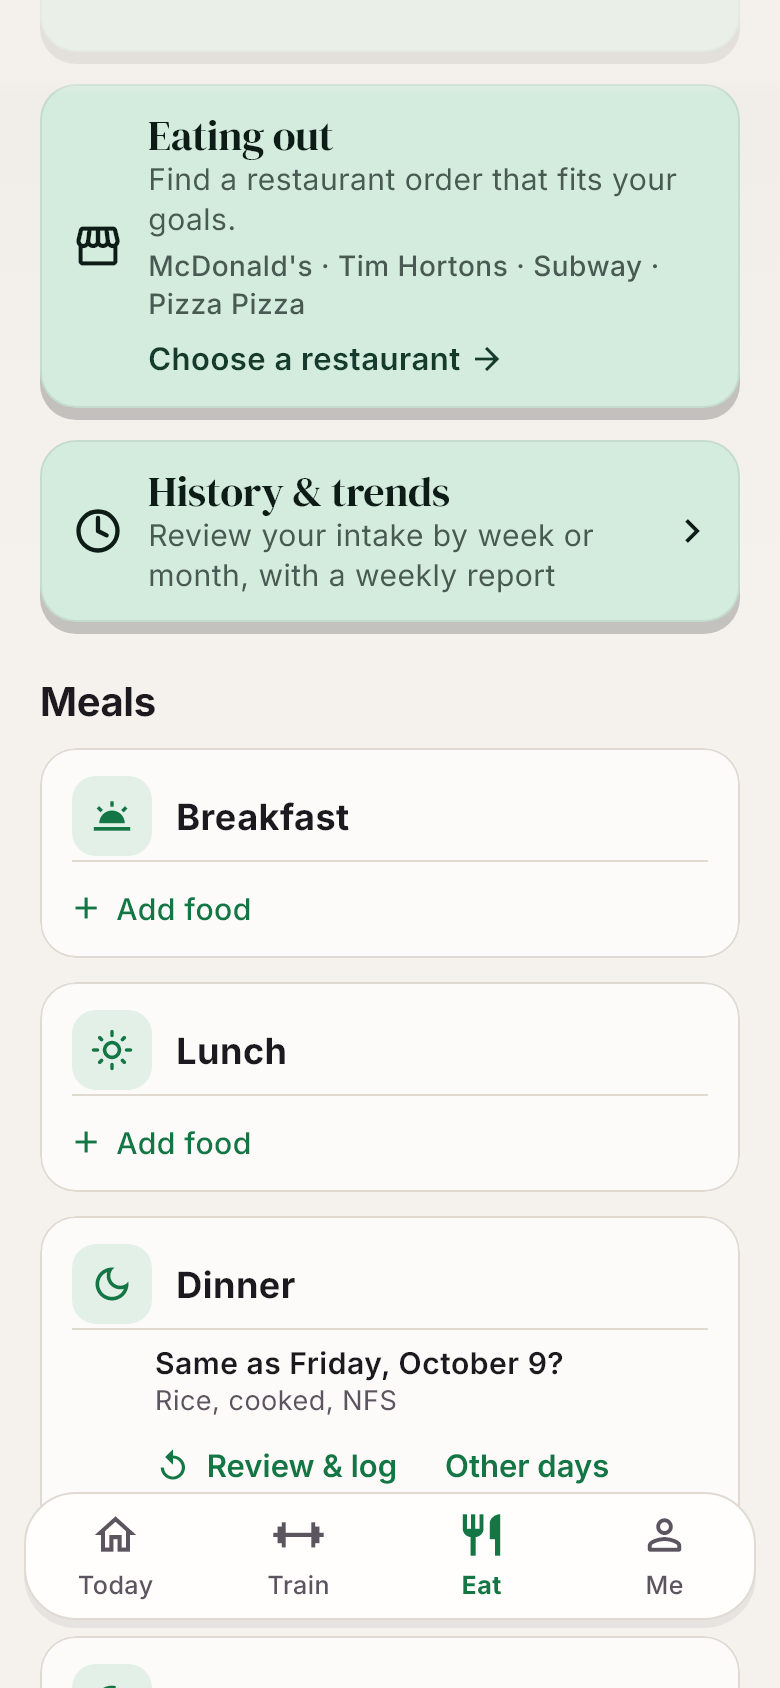 Eating out
Find a restaurant order that fits your
goals.
McDonald's · Tim Hortons · Subway ·
Pizza Pizza
Choose a restaurant →
History & trends
Review your intake by week or
month, with a weekly report
Meals
Breakfast
+ Add food
Lunch
+ Add food
Dinner
Same as Friday, October 9?
Rice, cooked, NFS
Review & log Other days
Today Train Eat Me